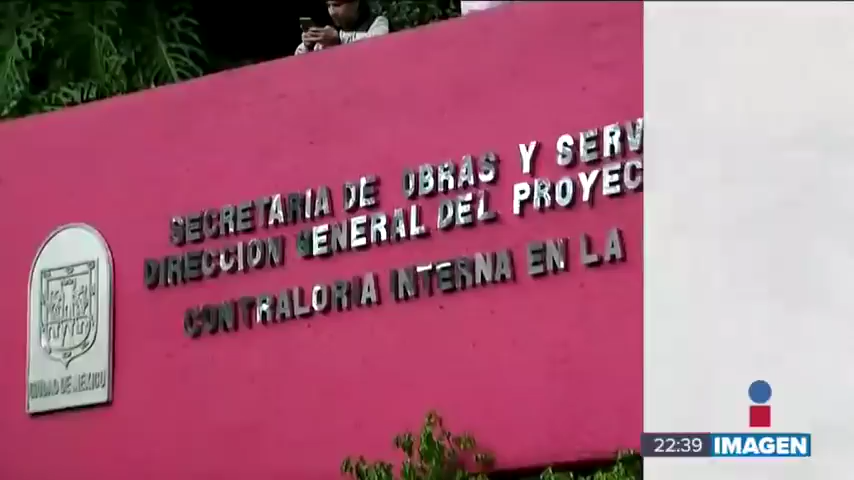 SECRETARIA DE OBRAS Y SERV
DIRECCION GENERAL DEL PROYEC
CONTRALORIA INTERNA EN LA
CIUDAD DE MEXICO
22:39 IMAGEN